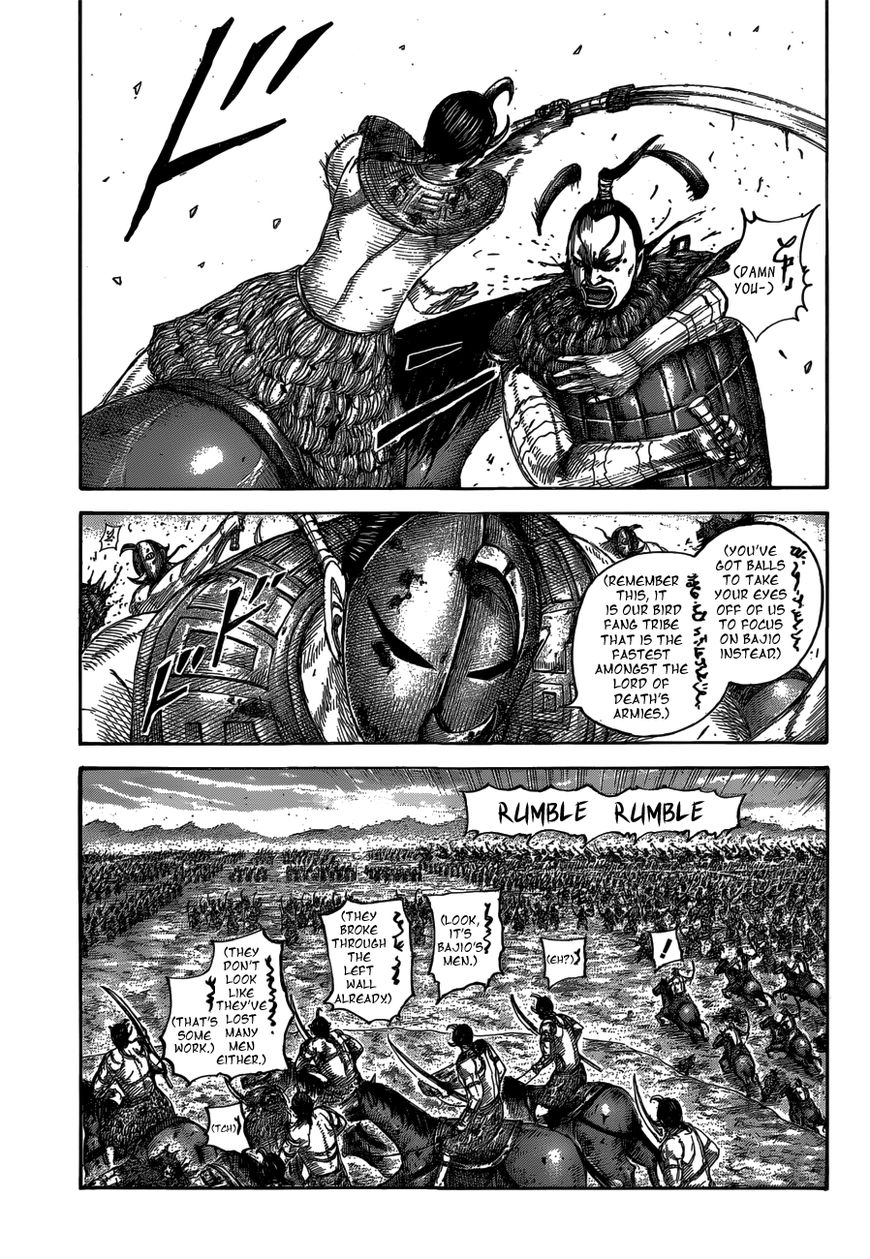 (DAMN
YOU-)
ド
(YOU'VE
GOT BALLS
TO TAKE
YOUR EYES
OFF OF US
TO FOCUS
ON BAJIO
INSTEAD.)
(REMEMBER
THIS, IT
IS OUR BIRD
FANG TRIBE
THAT IS THE
FASTEST
AMONGST THE
LORD OF
DEATH'S
ARMIES.)
ドド
RUMBLE RUMBLE
!
(EH?)
(LOOK,
IT'S
BAJIO'S
MEN.)
(THEY
BROKE
THROUGH
THE
LEFT
WALL
ALREADY.)
(THEY
DON'T
LOOK
LIKE
THEY'VE
LOST
MANY
MEN
EITHER.)
(THAT'S
SOME
WORK.)
(TCH)